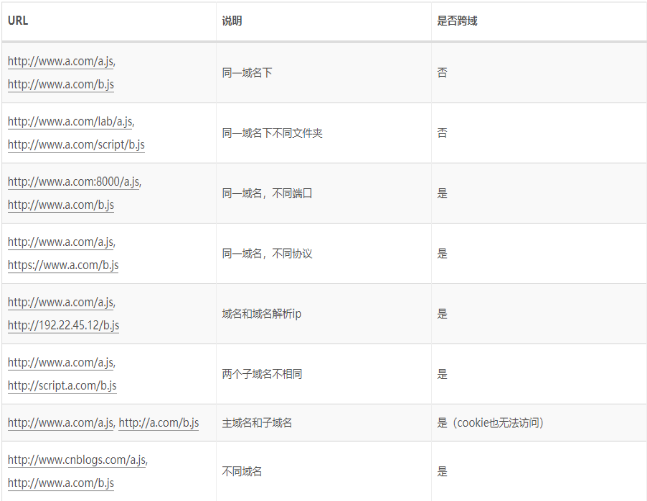 URL 说明 是否跨域
http://www.a.com/a.js,
http://www.a.com/b.js
同一域名下 否
http://www.a.com/lab/a.js,
http://www.a.com/script/b.js
同一域名下不同文件夹 否
http://www.a.com:8000/a.js,
http://www.a.com/b.js
同一域名，不同端口 是
http://www.a.com/a.js,
https://www.a.com/b.js
同一域名，不同协议 是
http://www.a.com/a.js,
http://192.22.45.12/b.js
域名和域名解析ip 是
http://www.a.com/a.js,
http://script.a.com/b.js
两个子域名不相同 是
http://www.a.com/a.js, http://a.com/b.js 主域名和子域名 是（cookie也无法访问）
http://www.cnblogs.com/a.js,
http://www.a.com/b.js
不同域名 是